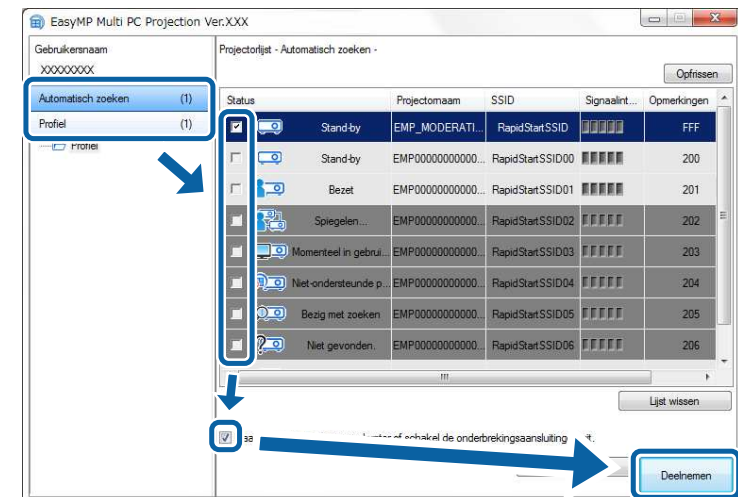 EasyMP Multi PC Projection Ver.XXX
Gebruikersnaam
XXXXXXXX
Automatisch zoeken (1)
Profiel (1)
Profiel
Projectorlijst - Automatisch zoeken -
Opfrissen
Status Projectornaam SSID Signaalint... Opmerkingen
Stand-by EMP_MODERATI... RapidStartSSID FFF
Stand-by EMP00000000000... RapidStartSSID00 200
Bezet EMP00000000000... RapidStartSSID01 201
Spiegelen... EMP00000000000... RapidStartSSID02 202
Momenteel in gebrui... EMP00000000000... RapidStartSSID03 203
Niet-ondersteunde p... EMP00000000000... RapidStartSSID04 204
Bezig met zoeken EMP00000000000... RapidStartSSID05 205
Niet gevonden. EMP00000000000... RapidStartSSID06 206
Lijst wissen
of schakel de onderbrekingsaansluiting
Deelnemen